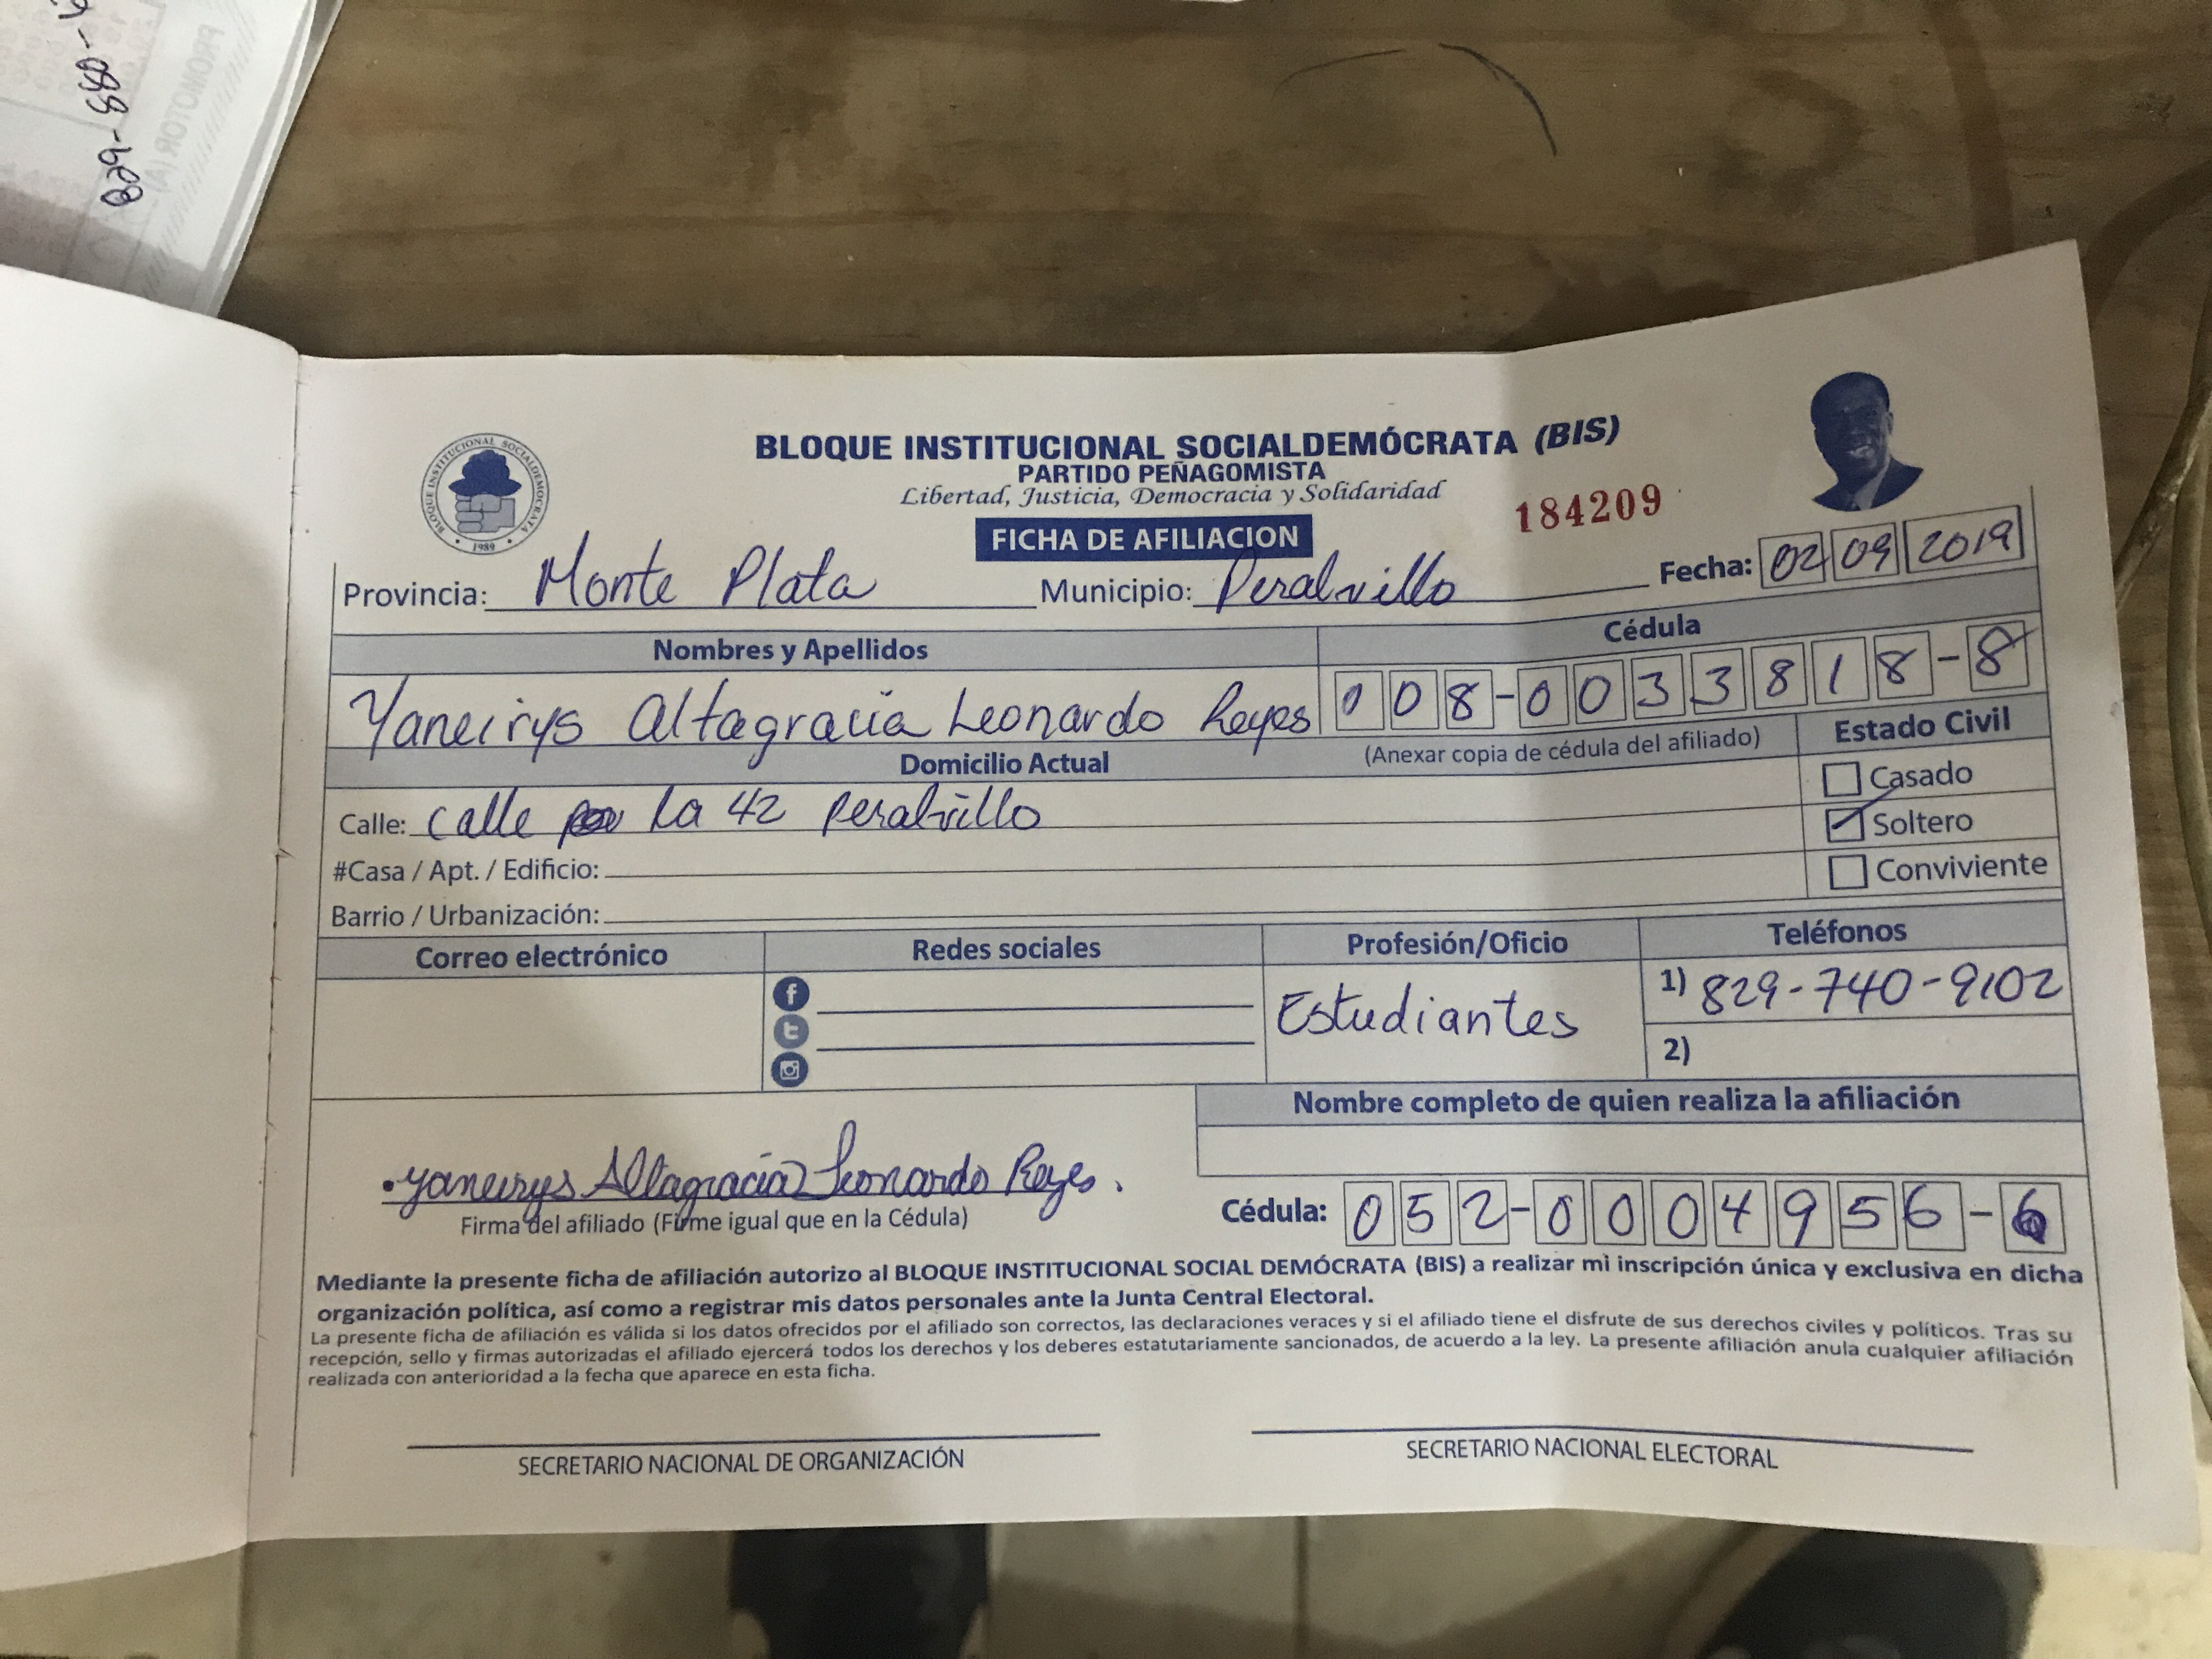 829-880-
PROMOTOR (A)
BLOQUE INSTITUCIONAL SOCIALDEMÓCRATA
1989
BLOQUE INSTITUCIONAL SOCIALDEMÓCRATA (BIS)
PARTIDO PEÑAGOMISTA
Libertad, Justicia, Democracia y Solidaridad
184209
FICHA DE AFILIACION
Fecha: 02 09 2019
Provincia: Monte Plata Municipio: Peralvillo
Nombres y Apellidos Cédula
Yaneirys Altagracia Leonardo Reyes 008-0033818-8
Domicilio Actual (Anexar copia de cédula del afiliado) Estado Civil
Casado
Calle: calle la 42 peralvillo
Soltero
#Casa / Apt. / Edificio:
Conviviente
Barrio / Urbanización:
Correo electrónico Redes sociales Profesión/Oficio Teléfonos
Estudiantes 1) 829-740-9102
2)
Nombre completo de quien realiza la afiliación
Yaneirys Altagracia Leonardo Reyes.
Firma del afiliado (Firme igual que en la Cédula) Cédula: 052-0004956-6
Mediante la presente ficha de afiliación autorizo al BLOQUE INSTITUCIONAL SOCIAL DEMÓCRATA (BIS) a realizar mi inscripción única y exclusiva en dicha
organización política, así como a registrar mis datos personales ante la Junta Central Electoral.
La presente ficha de afiliación es válida si los datos ofrecidos por el afiliado son correctos, las declaraciones veraces y si el afiliado tiene el disfrute de sus derechos civiles y políticos. Tras su
recepción, sello y firmas autorizadas el afiliado ejercerá todos los derechos y los deberes estatutariamente sancionados, de acuerdo a la ley. La presente afiliación anula cualquier afiliación
realizada con anterioridad a la fecha que aparece en esta ficha.
SECRETARIO NACIONAL DE ORGANIZACIÓN SECRETARIO NACIONAL ELECTORAL